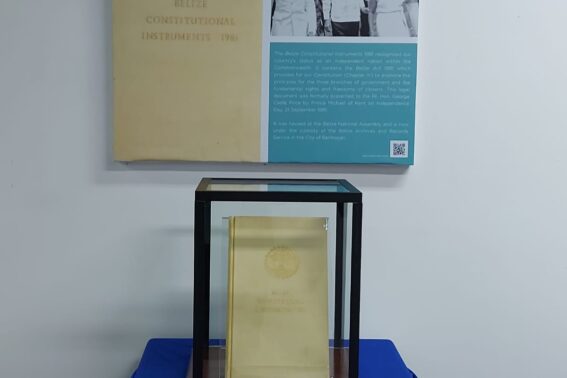 BELIZE
CONSTITUTIONAL
INSTRUMENTS 1981
The Belize Constitutional Instruments 1981 recognized our
country's status as an independent nation within the
Commonwealth. It contains the Belize Act 1981 which
provides for our Constitution (Chapter 4) to enshrine the
principles for the three branches of government and the
fundamental rights and freedoms of citizens. This legal
document was formally presented to the Rt. Hon. George
Cadle Price by Prince Michael of Kent on Independence
Day, 21 September 1981.
It was housed at the Belize National Assembly and is now
under the custody of the Belize Archives and Records
Service in the City of Belmopan.